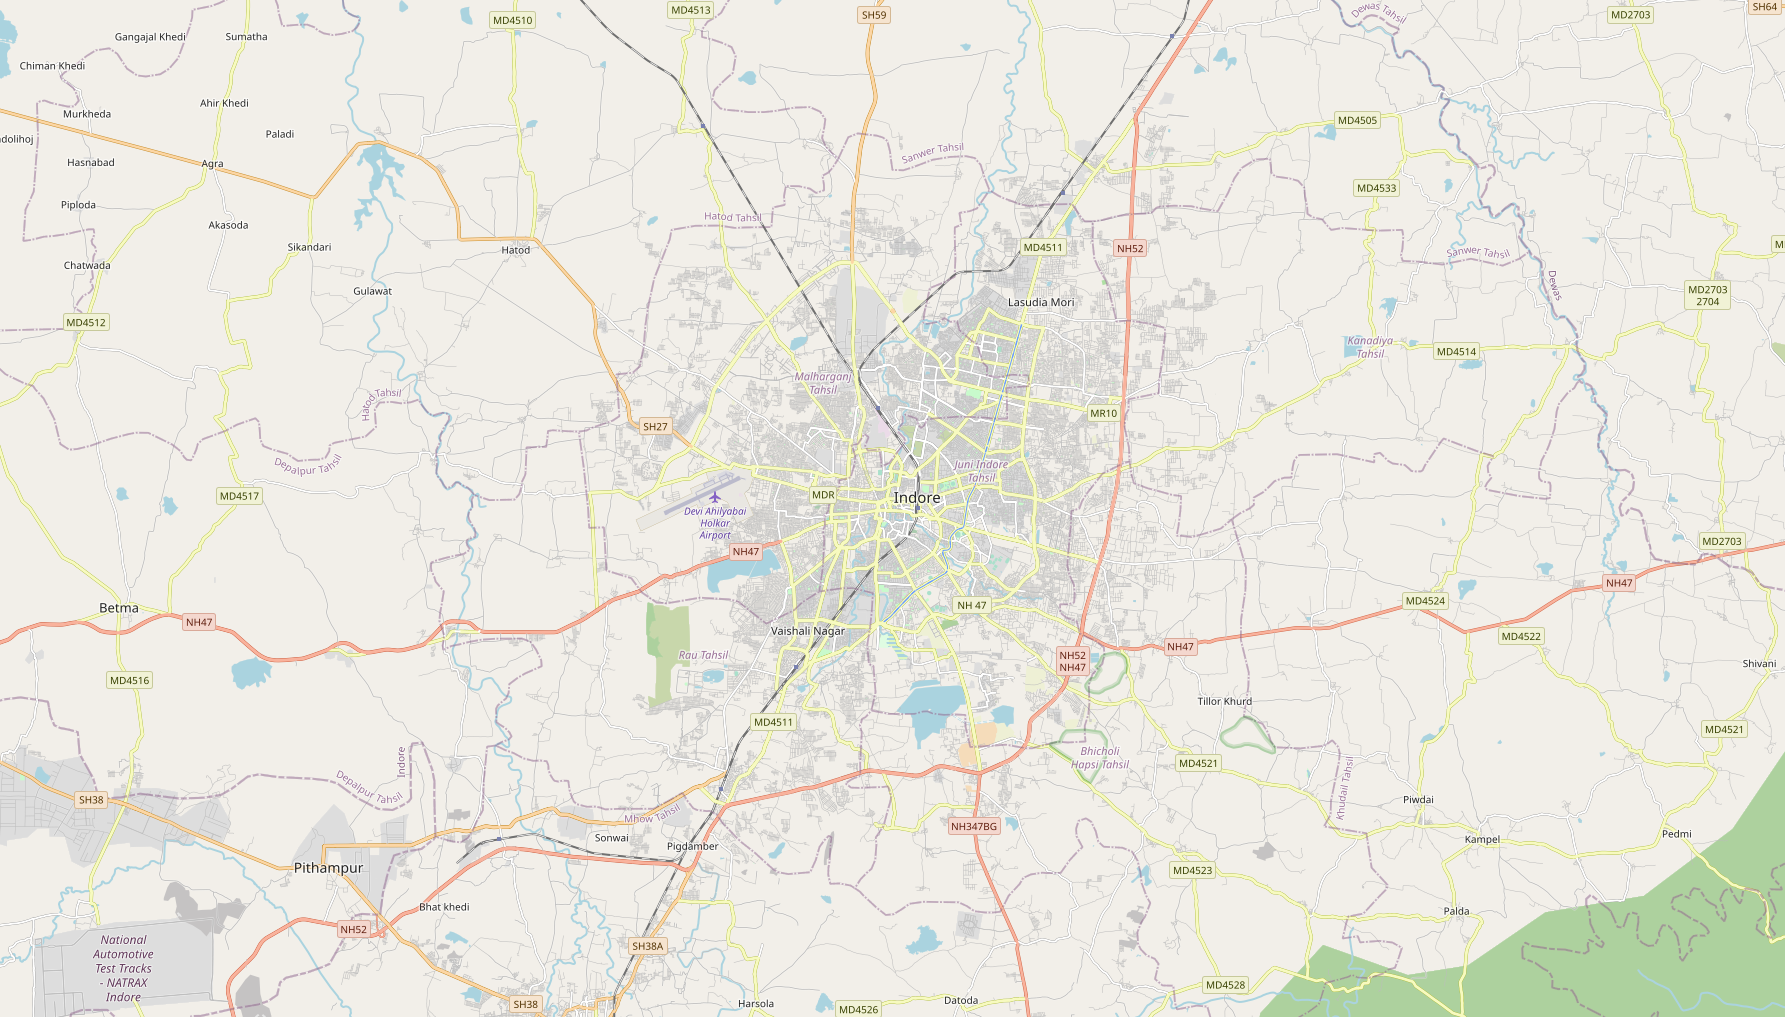 MD4510
MD4513
SH59
Dewas Tahsil
MD2703
SH64
Gangajal Khedi
Sumatha
Chiman Khedi
Ahir Khedi
Murkheda
Paladi
MD4505
dolihoj
Hasnabad
Agra
Sanwer Tahsil
MD4533
Piploda
Akasoda
Hatod Tahsil
Sikandari
Hatod
MD4511
NH52
Sanwer Tahsil
Chatwada
Gulawat
Dewas
MD2703
2704
Lasudia Mori
MD4512
Kanadiya
Tahsil
MD4514
Malharganj
Tahsil
Hatod Tahsil
MR10
SH27
Depalpur Tahsil
Juni Indore
Tahsil
MD4517
MDR
Indore
Devi Ahilyabai
Holkar
Airport
NH47
MD2703
NH47
Betma
NH47
NH 47
MD4524
Vaishali Nagar
MD4522
Rau Tahsil
NH52
NH47
NH47
Shivani
MD4516
Tillor Khurd
MD4511
MD4521
Indore
Bhicholi
Hapsi Tahsil
MD4521
Depalpur Tahsil
Khudail Tahsil
SH38
Mhow Tahsil
Piwdai
NH347BG
Sonwai
Pigdamber
Kampel
Pedmi
Pithampur
MD4523
Bhat khedi
Palda
NH52
National
Automotive
Test Tracks
- NATRAX
Indore
SH38A
MD4528
SH38
Harsola
MD4526
Datoda